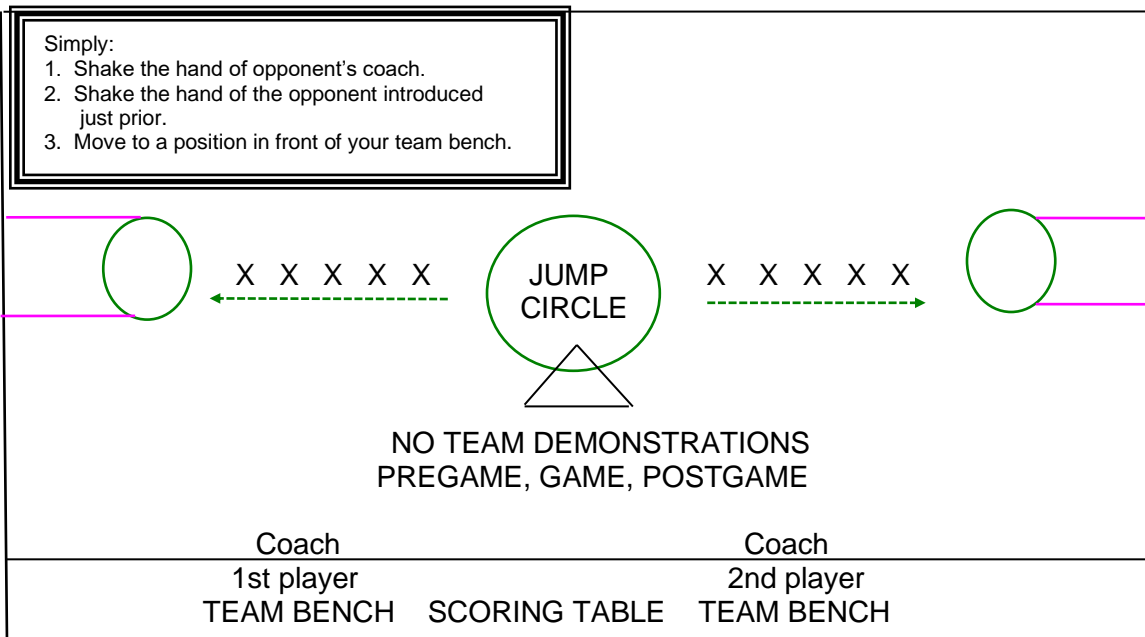 Simply:
1. Shake the hand of opponent’s coach.
2. Shake the hand of the opponent introduced
just prior.
3. Move to a position in front of your team bench.
X X X X X
JUMP
CIRCLE
X X X X X
NO TEAM DEMONSTRATIONS
PREGAME, GAME, POSTGAME
Coach Coach
1st player 2nd player
TEAM BENCH SCORING TABLE TEAM BENCH